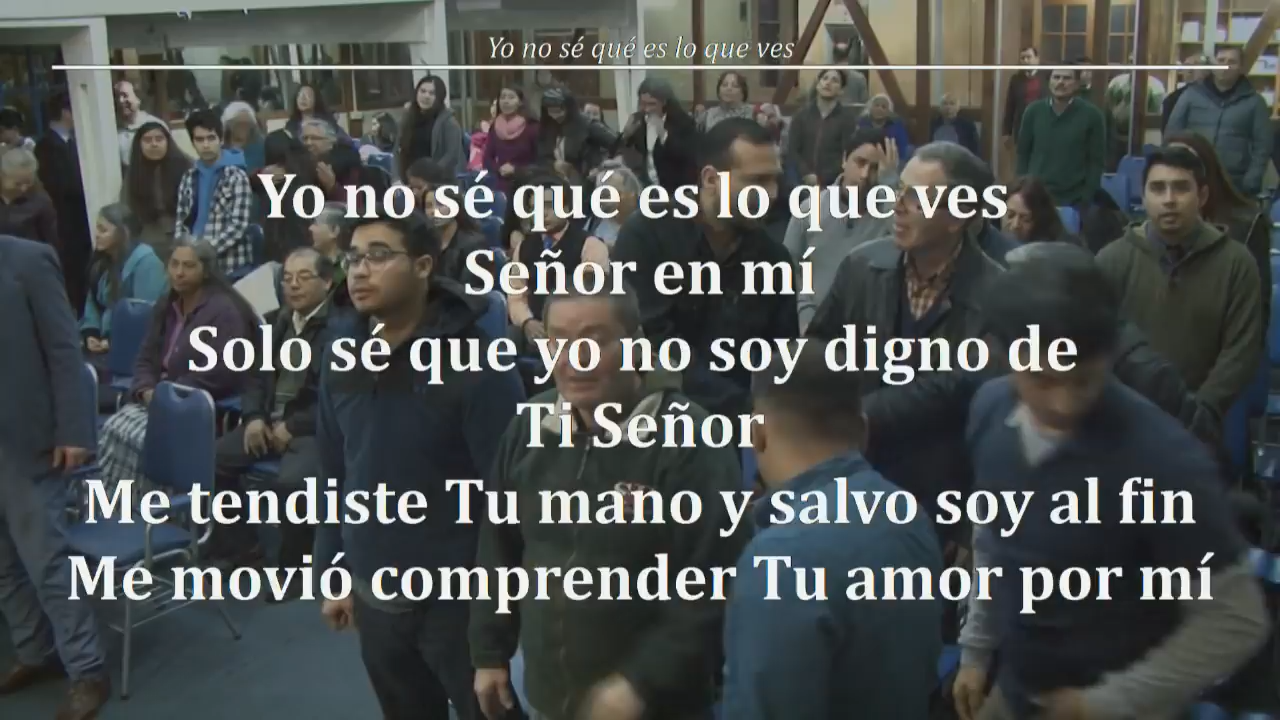 Yo no sé qué es lo que ves
Yo no sé qué es lo que ves
Señor en mí
Solo sé que yo no soy digno de
Ti Señor
Me tendiste Tu mano y salvo soy al fin
Me movió comprender Tu amor por mí